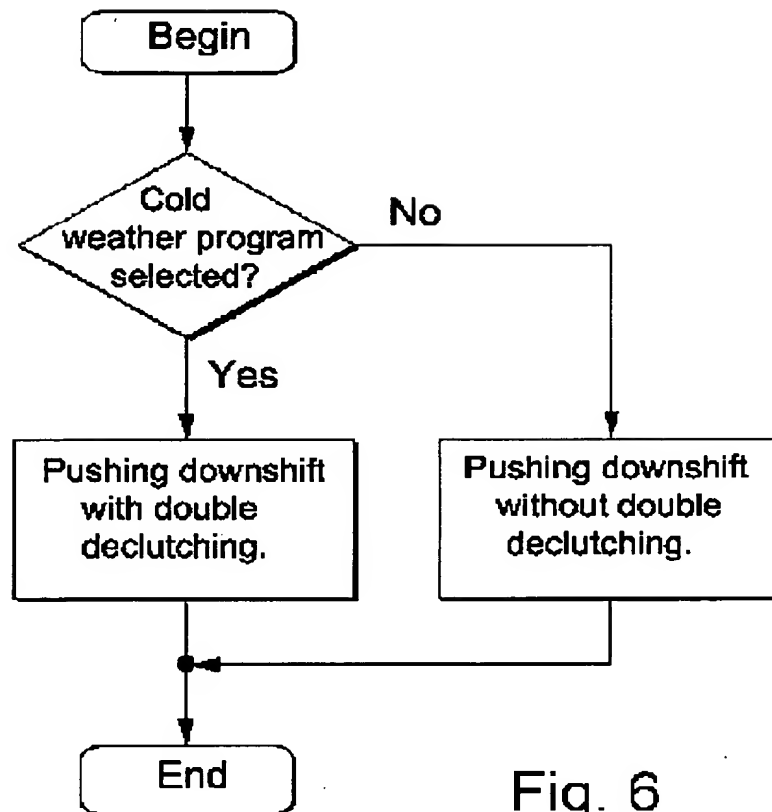 Begin
Cold
weather program
selected?
No
Yes
Pushing downshift
with double
declutching.
Pushing downshift
without double
declutching.
End
Fig. 6